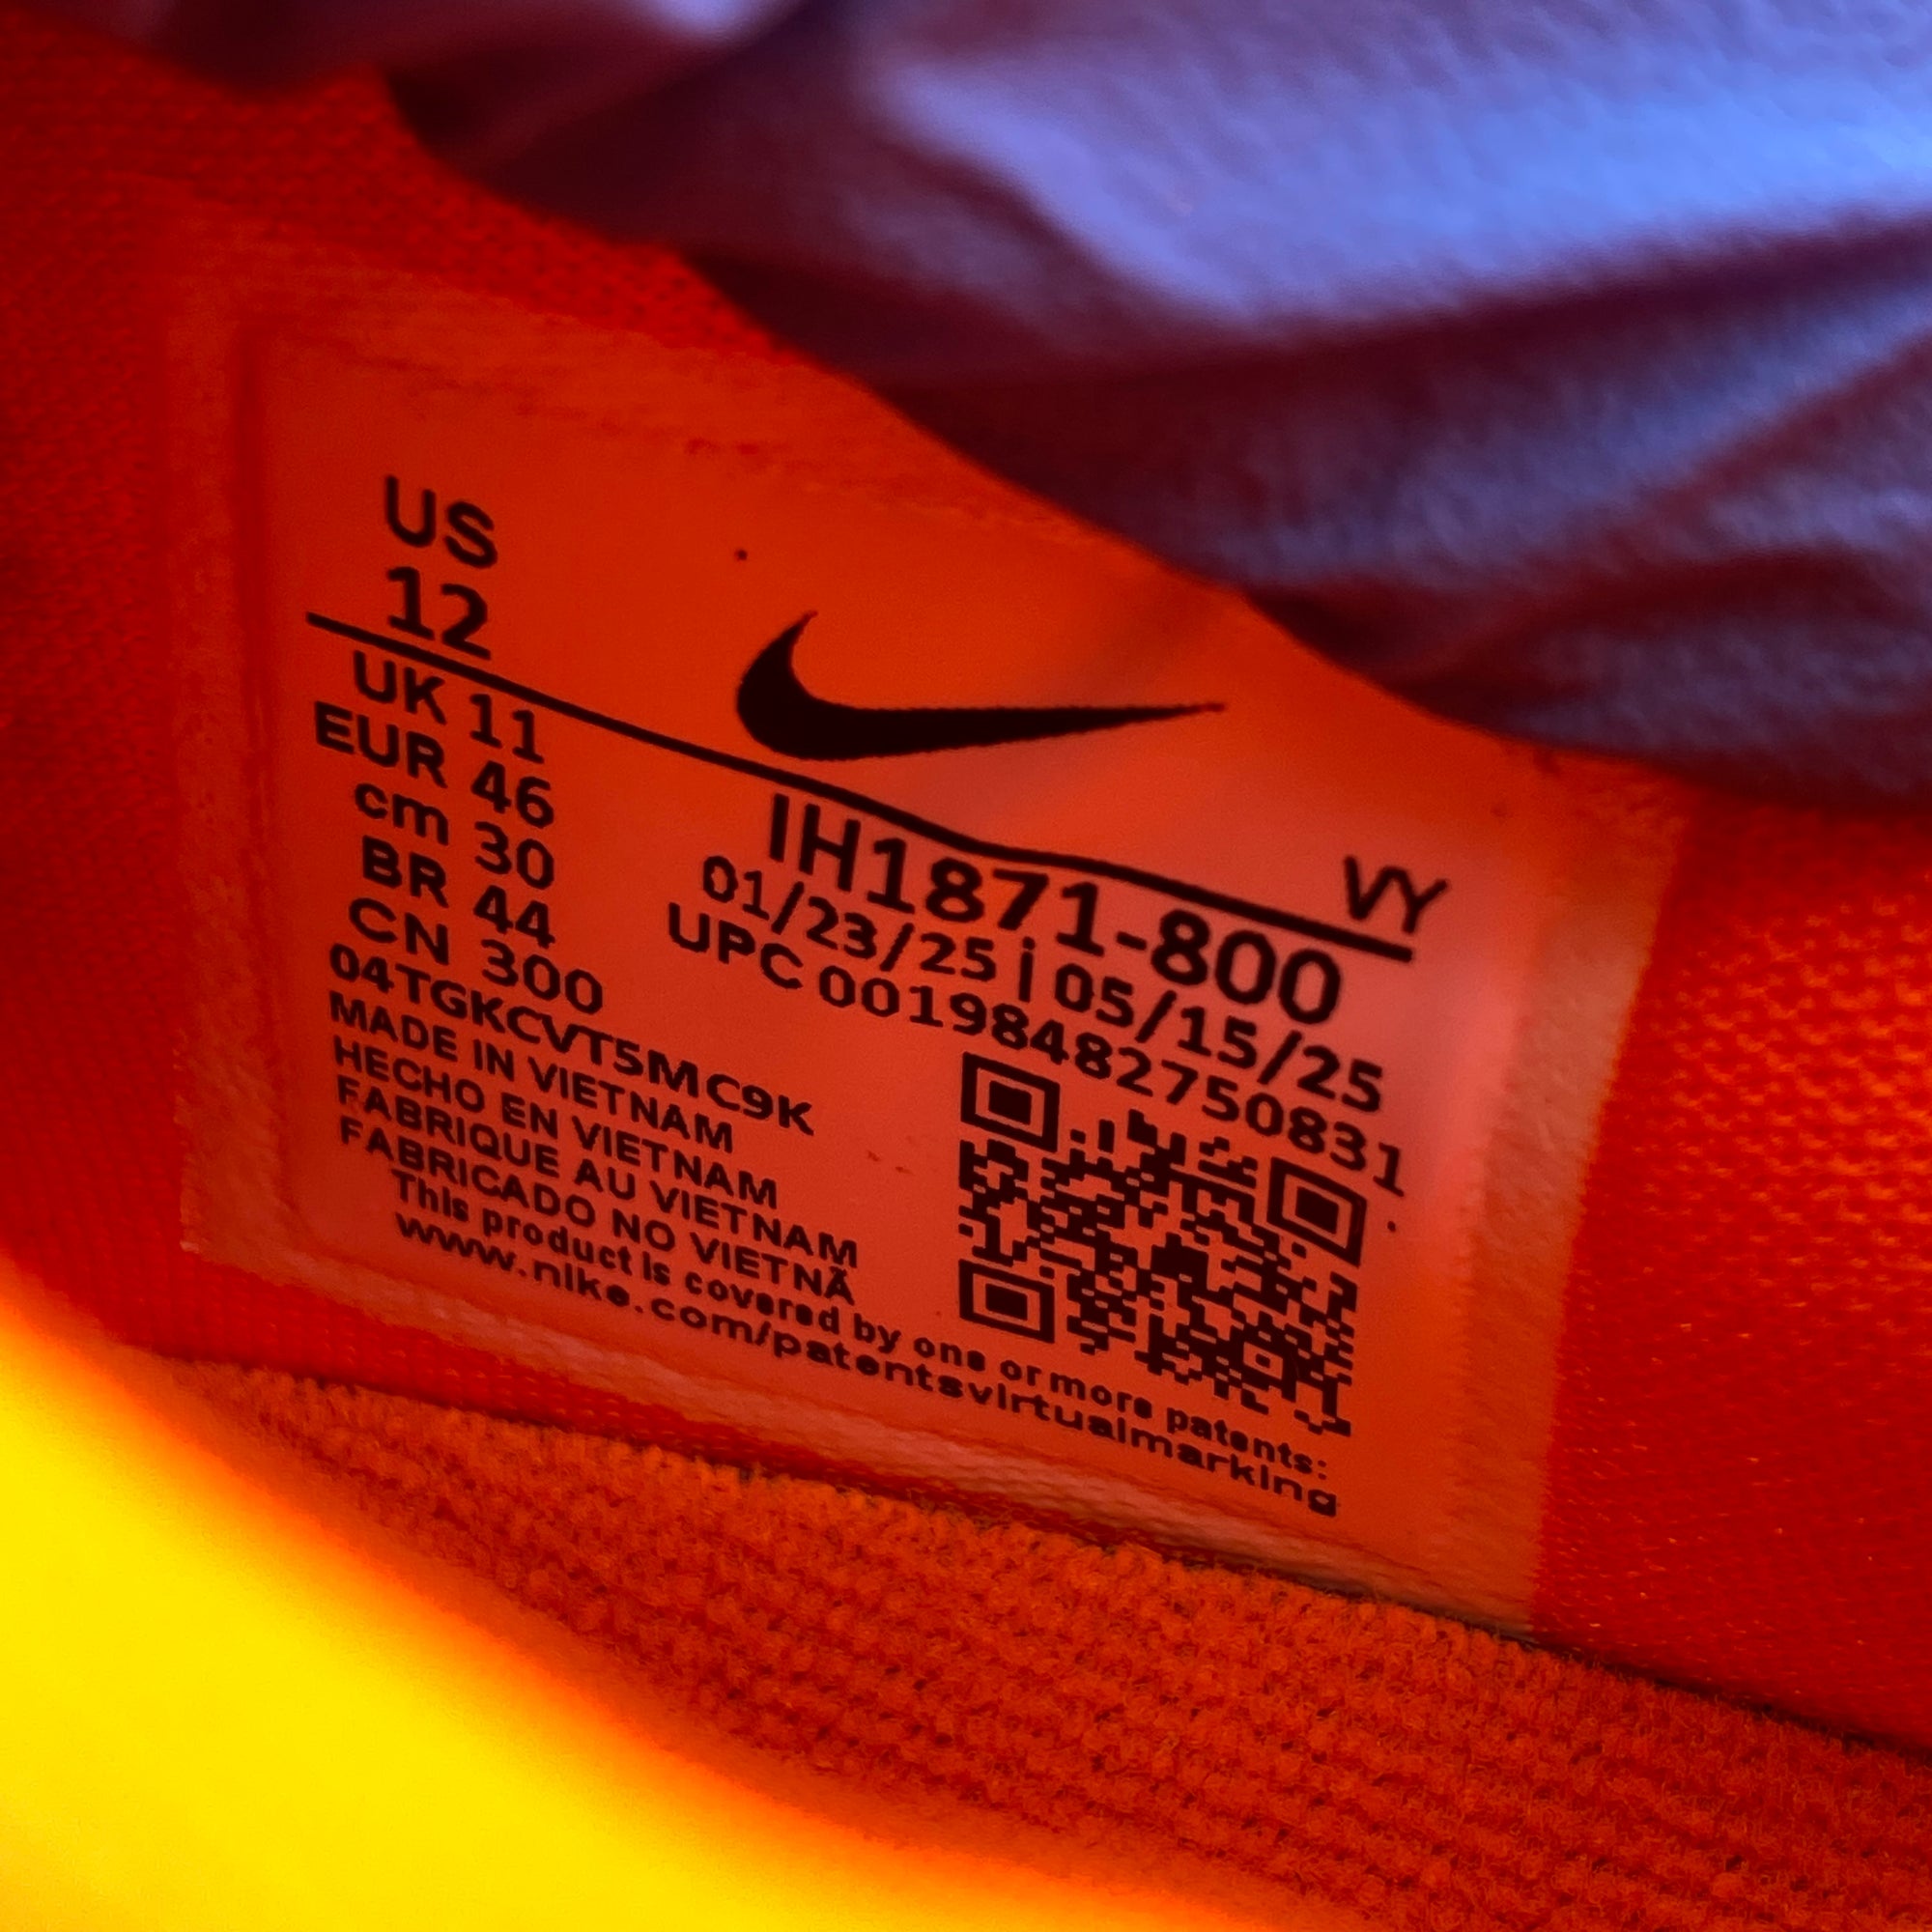 US
12
UK 11
EUR 46
cm 30
BR 44
CN 300
VY
IH1871-800
01/23/25 i 05/15/25
UPC 00198482750831
04TGKCVT5MC9K
MADE IN VIETNAM
HECHO EN VIETNAM
FABRIQUE AU VIETNAM
FABRICADO NO VIETNÃ
This product is covered by one or more patents:
www.nike.com/patentsvirtualmarking